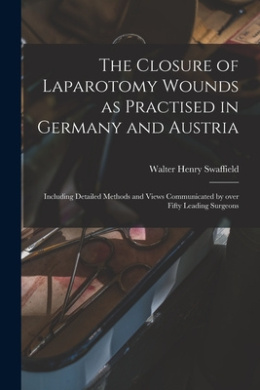 THE CLOSURE OF
LAPAROTOMY WOUNDS
AS PRACTISED IN
GERMANY AND AUSTRIA
Walter Henry Swaffield
Including Detailed Methods and Views Communicated by over
Fifty Leading Surgeons